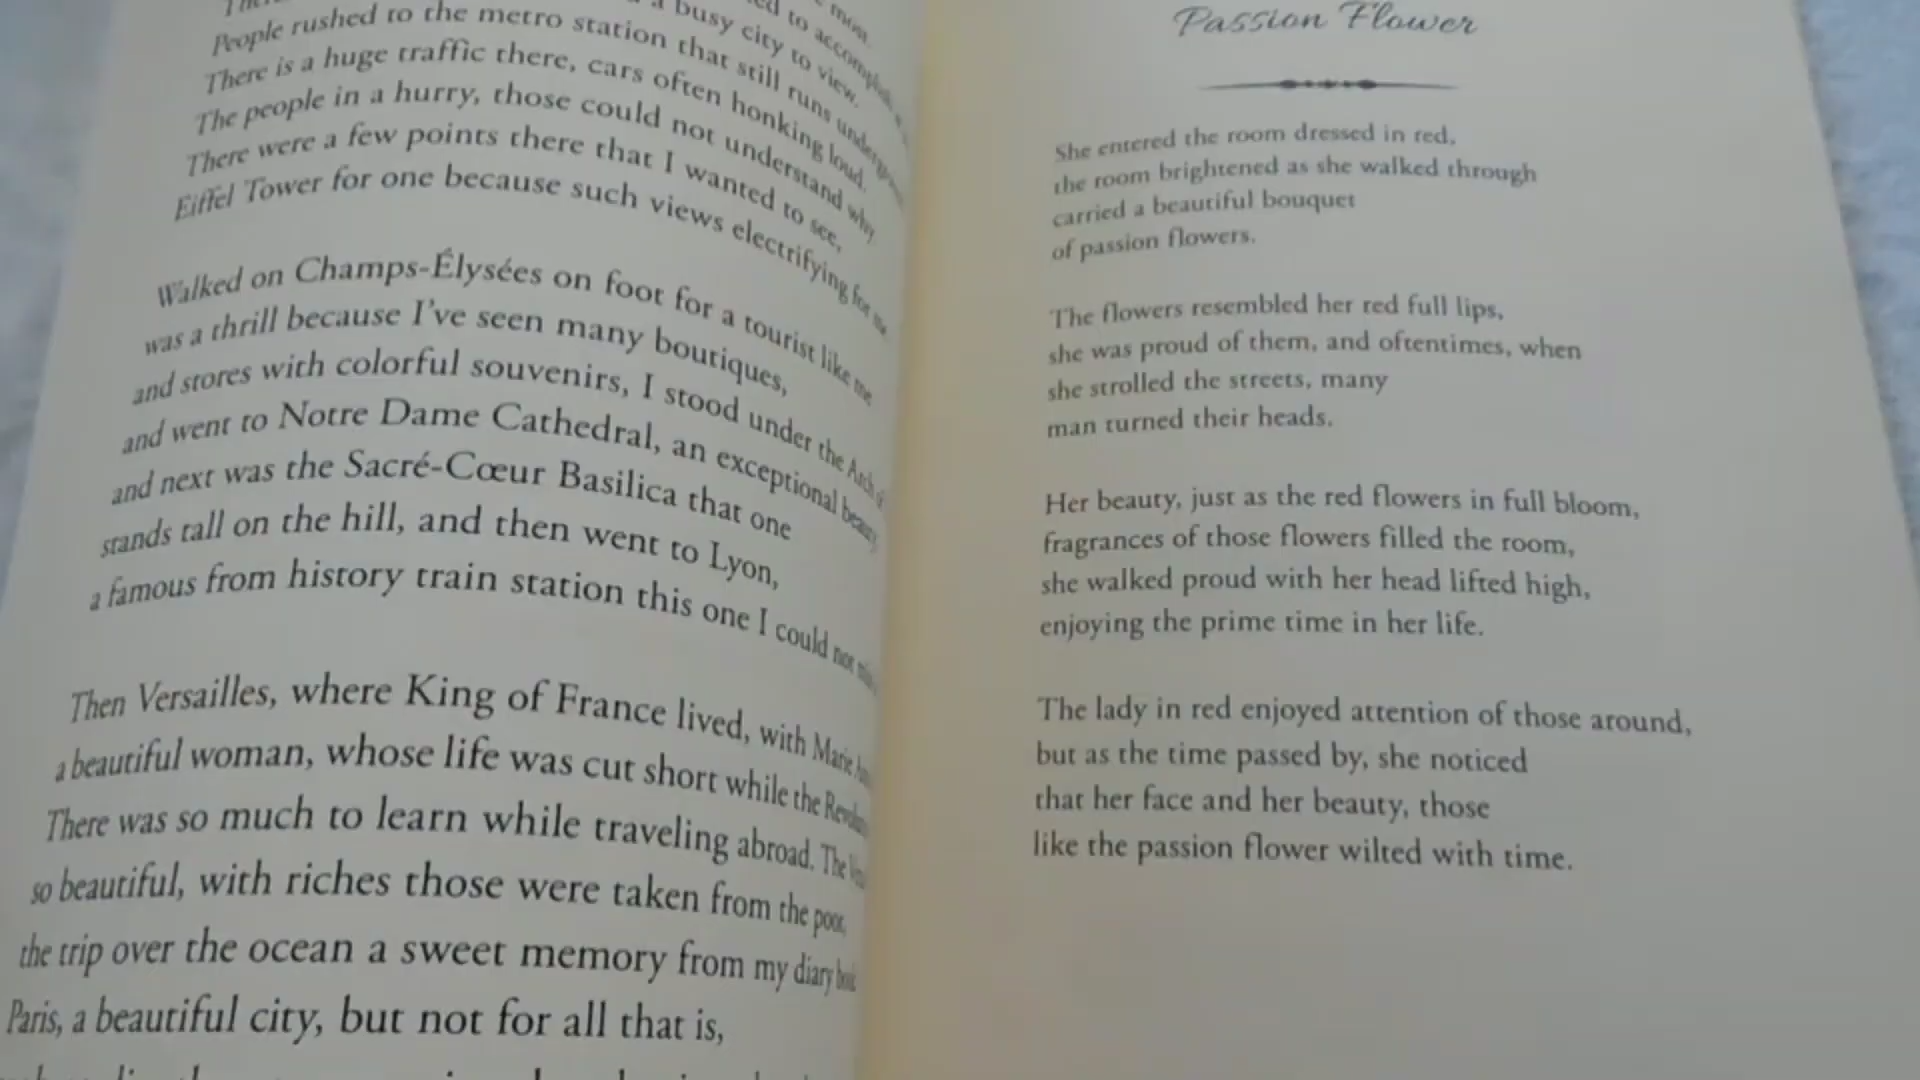 most.
to accomplish
a busy city to view.
People rushed to the metro station that still runs underground
There is a huge traffic there, cars often honking loud.
The people in a hurry, those could not understand why
There were a few points there that I wanted to see,
Eiffel Tower for one because such views electrifying for me
Walked on Champs-Élysées on foot for a tourist like me
was a thrill because I've seen many boutiques,
and stores with colorful souvenirs, I stood under the Arch of
and went to Notre Dame Cathedral, an exceptional beauty
and next was the Sacré-Cœur Basilica that one
stands tall on the hill, and then went to Lyon,
a famous from history train station this one I could not
Then Versailles, where King of France lived, with Marie
a beautiful woman, whose life was cut short while the
There was so much to learn while traveling abroad. The
so beautiful, with riches those were taken from the poor,
the trip over the ocean a sweet memory from my diary
Paris, a beautiful city, but not for all that is,
Passion Flower
She entered the room dressed in red,
the room brightened as she walked through
carried a beautiful bouquet
of passion flowers.
The flowers resembled her red full lips,
she was proud of them, and oftentimes, when
she strolled the streets, many
man turned their heads.
Her beauty, just as the red flowers in full bloom,
fragrances of those flowers filled the room,
she walked proud with her head lifted high,
enjoying the prime time in her life.
The lady in red enjoyed attention of those around,
but as the time passed by, she noticed
that her face and her beauty, those
like the passion flower wilted with time.